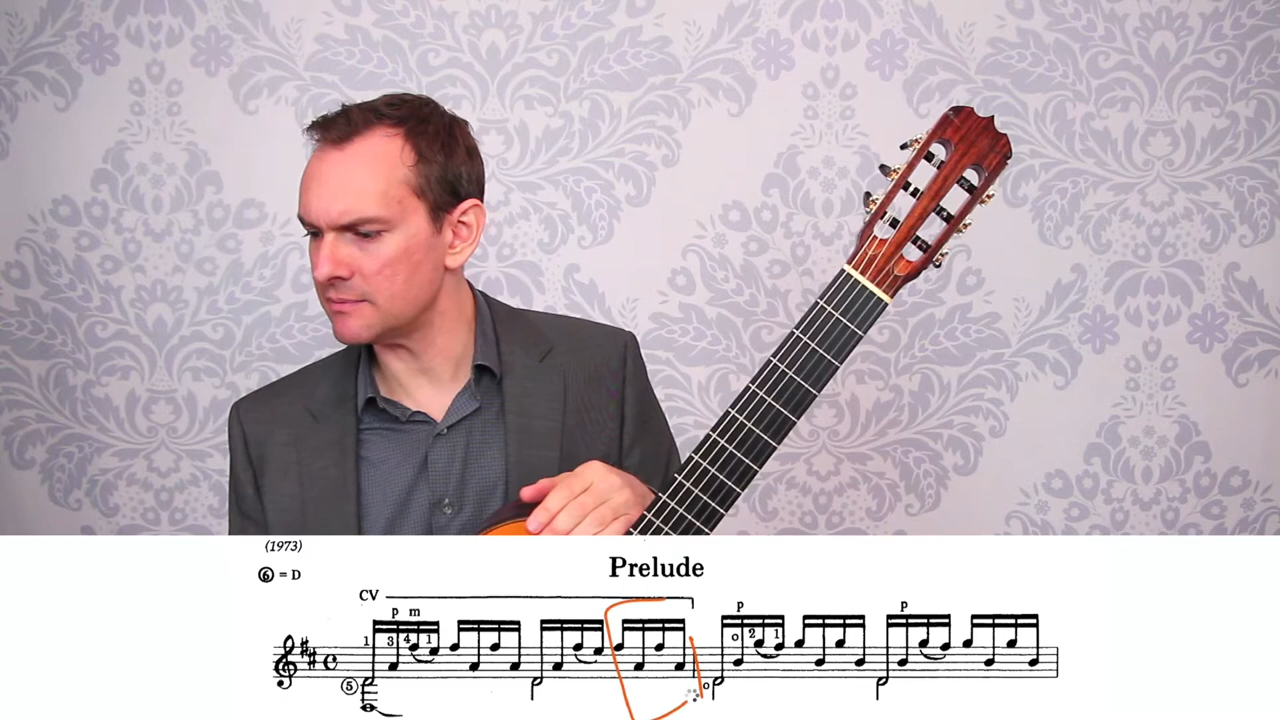 (1973)
⑥ = D
Prelude
CV
p m
p
p
1 3 4 1
o 2 1
⑤
o